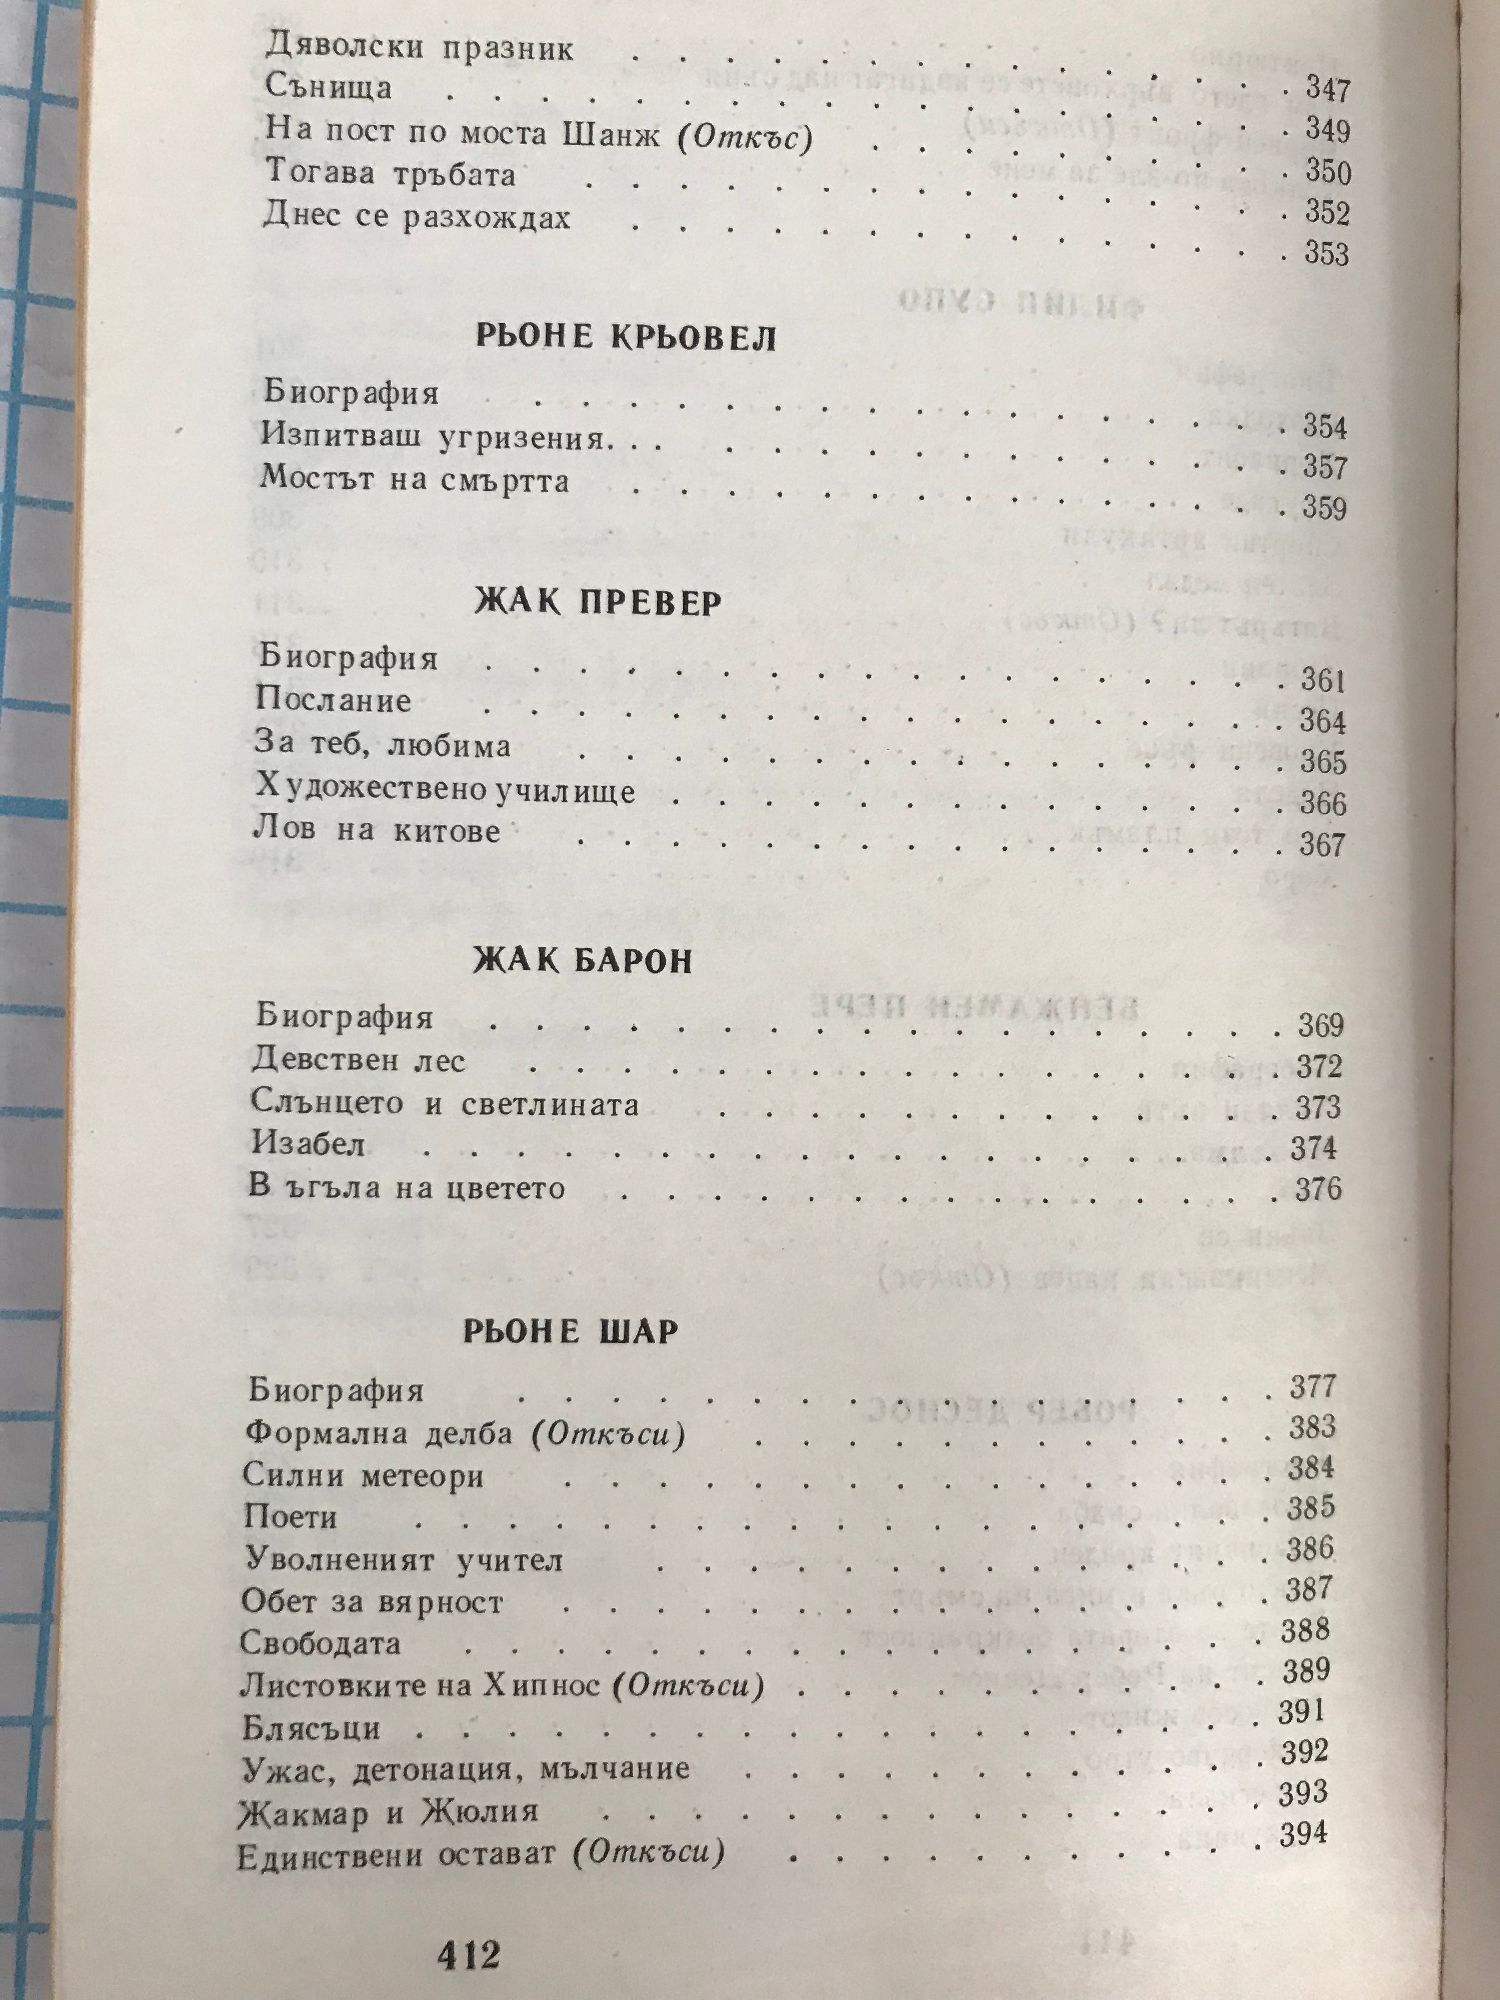 Дяволски празник . . . . . . . . . . . . . . 347
Сънища . . . . . . . . . . . . . . . . . . 349
На пост по моста Шанж (Откъс) . . . . . . . . . 350
Тогава тръбата . . . . . . . . . . . . . . . 352
Днес се разхождах . . . . . . . . . . . . . . 353
РЬОНЕ КРЬОВЕЛ
Биография . . . . . . . . . . . . . . . . 354
Изпитваш угризения. . . . . . . . . . . . . . . 357
Мостът на смъртта . . . . . . . . . . . . . . 359
ЖАК ПРЕВЕР
Биография . . . . . . . . . . . . . . . . . 361
Послание . . . . . . . . . . . . . . . . . 364
За теб, любима . . . . . . . . . . . . . . . 365
Художествено училище . . . . . . . . . . . . . 366
Лов на китове . . . . . . . . . . . . . . . 367
ЖАК БАРОН
Биография . . . . . . . . . . . . . . . . . 369
Девствен лес . . . . . . . . . . . . . . . . 372
Слънцето и светлината . . . . . . . . . . . . 373
Изабел . . . . . . . . . . . . . . . . . . 374
В ъгъла на цветето . . . . . . . . . . . . . . 376
РЬОНЕ ШАР
Биография . . . . . . . . . . . . . . . . 377
Формална делба (Откъси) . . . . . . . . . . . 383
Силни метеори . . . . . . . . . . . . . . . 384
Поети . . . . . . . . . . . . . . . . . . 385
Уволненият учител . . . . . . . . . . . . . 386
Обет за вярност . . . . . . . . . . . . . . . 387
Свободата . . . . . . . . . . . . . . . . . 388
Листовките на Хипнос (Откъси) . . . . . . . . . . 389
Блясъци . . . . . . . . . . . . . . . . . . 391
Ужас, детонация, мълчание . . . . . . . . . . . 392
Жакмар и Жюлия . . . . . . . . . . . . . . 393
Единствени остават (Откъси) . . . . . . . . . . 394
412